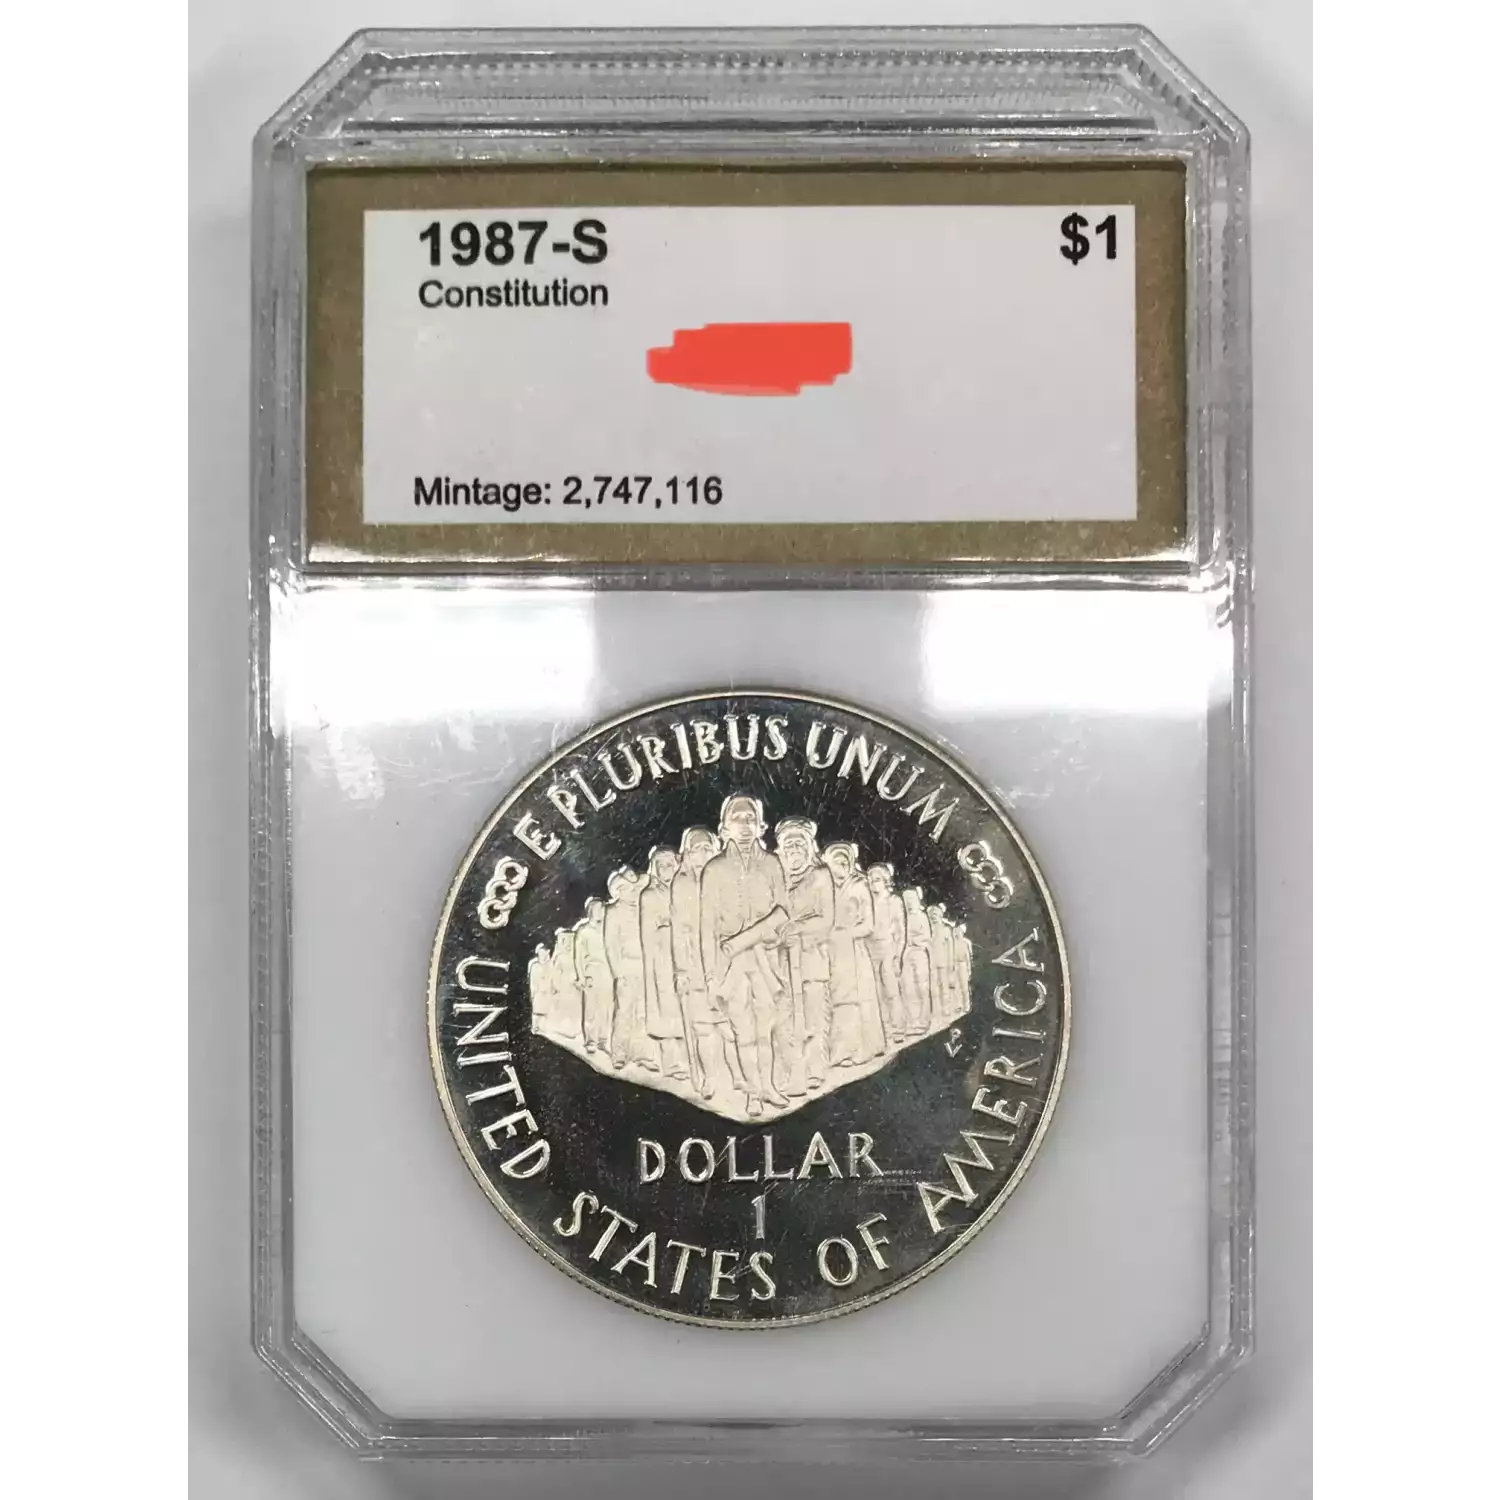 1987-S
$1
Constitution
Mintage: 2,747,116
E PLURIBUS UNUM
DOLLAR
1
UNITED STATES OF AMERICA